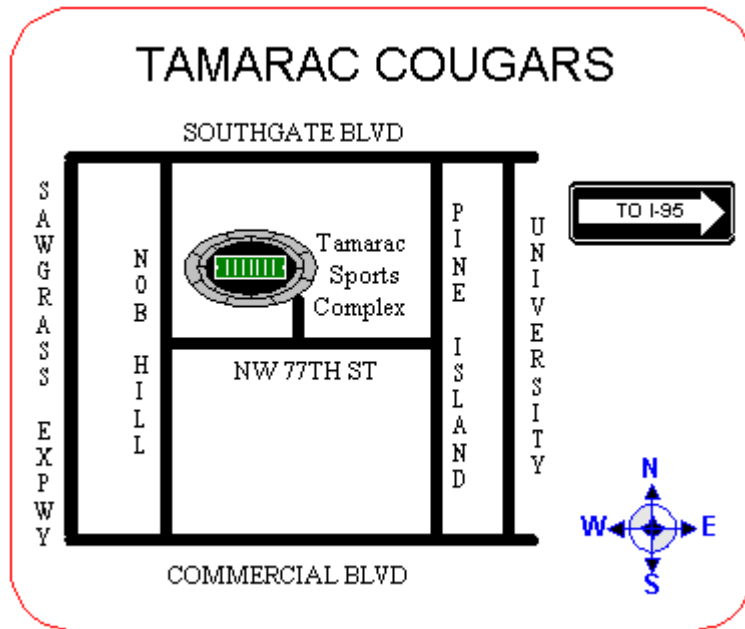 TAMARAC COUGARS
SOUTHGATE BLVD
SAWGRASS EXPWY
NOB HILL
Tamarac
Sports
Complex
PINE ISLAND
UNIVERSITY
TO I-95
NW 77TH ST
COMMERCIAL BLVD
N
W E
S